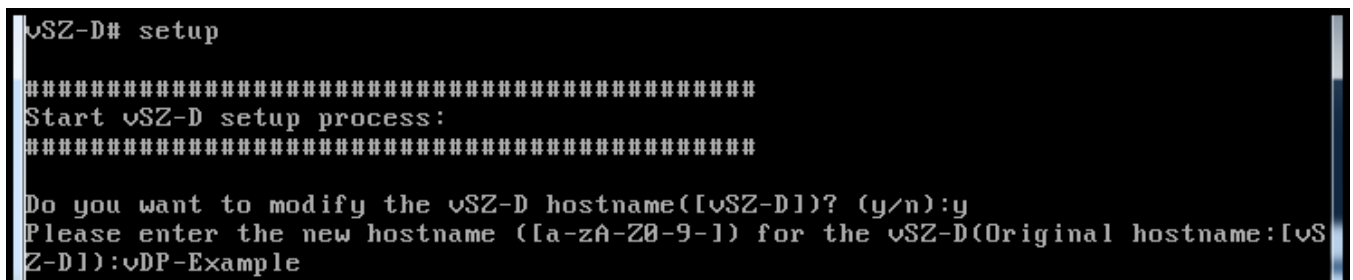 vSZ-D# setup
#############################################
Start vSZ-D setup process:
#############################################
Do you want to modify the vSZ-D hostname([vSZ-D])? (y/n):y
Please enter the new hostname ([a-zA-Z0-9-]) for the vSZ-D(Original hostname:[vS
Z-D]):vDP-Example